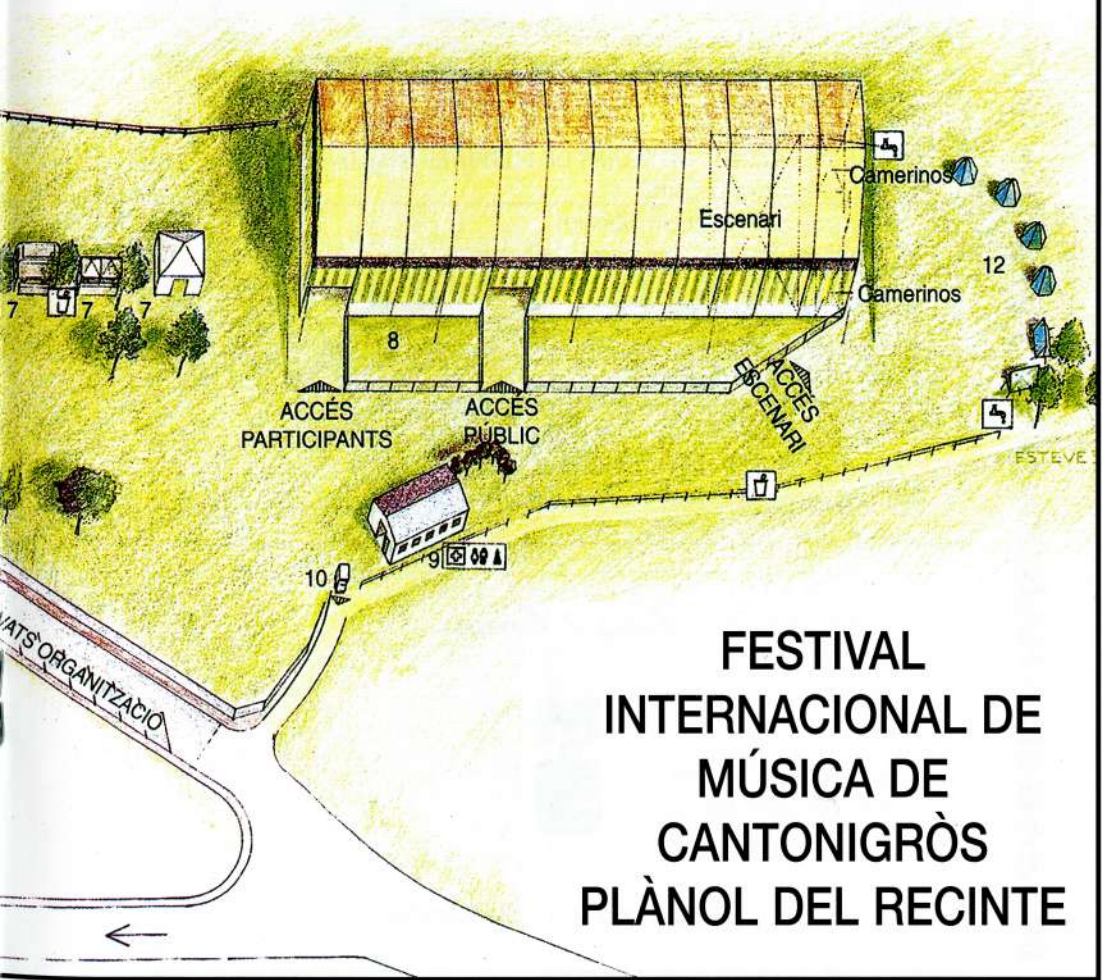 Camerinos
Escenari
12
Camerinos
7
7
7
8
ACCÉS
ESCENARI
ACCÉS
PARTICIPANTS
ACCÉS
PÚBLIC
ESTEVE
9
10
VATS ORGANITZACIÓ
FESTIVAL
INTERNACIONAL DE
MÚSICA DE
CANTONIGRÒS
PLÀNOL DEL RECINTE